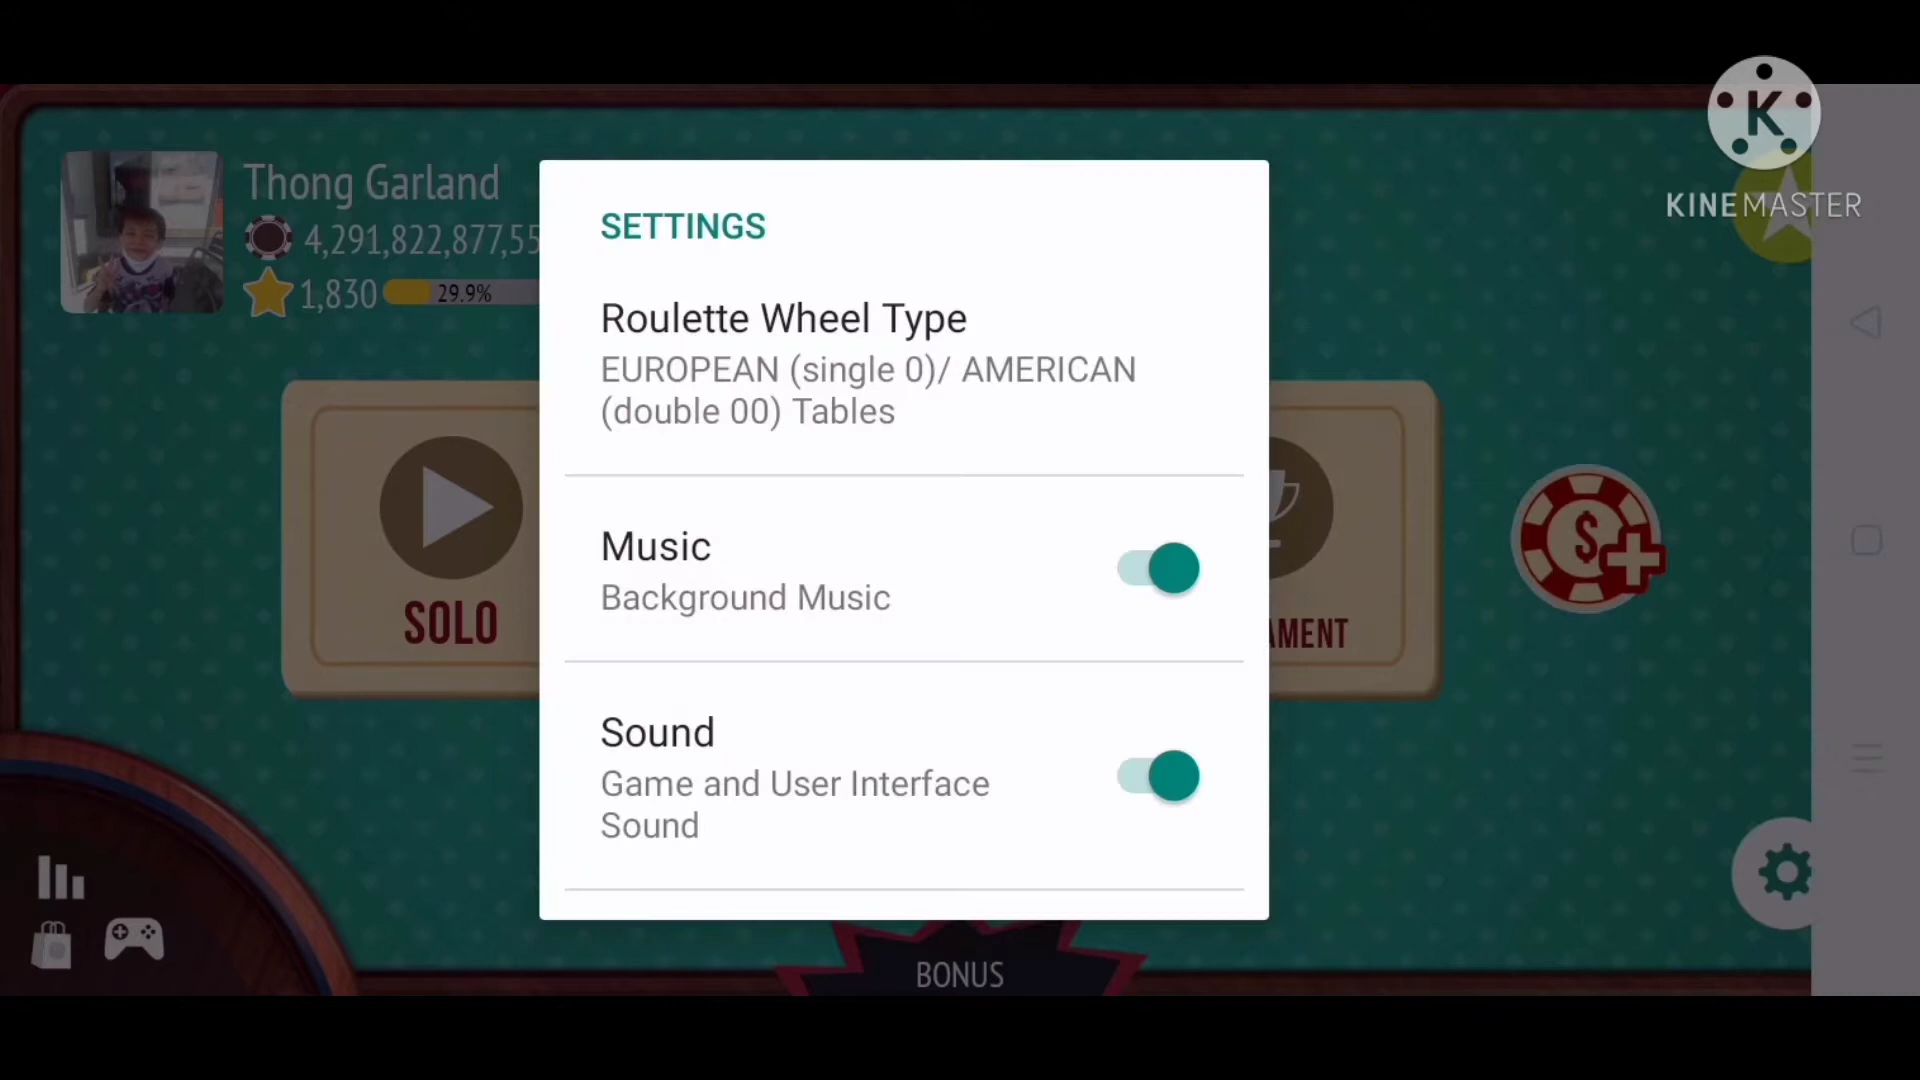 KINEMASTER
Thong Garland
4,291,822,877,55
1,830
29.9%
SETTINGS
Roulette Wheel Type
EUROPEAN (single 0)/ AMERICAN
(double 00) Tables
Music
Background Music
Sound
Game and User Interface
Sound
SOLO
AMENT
BONUS